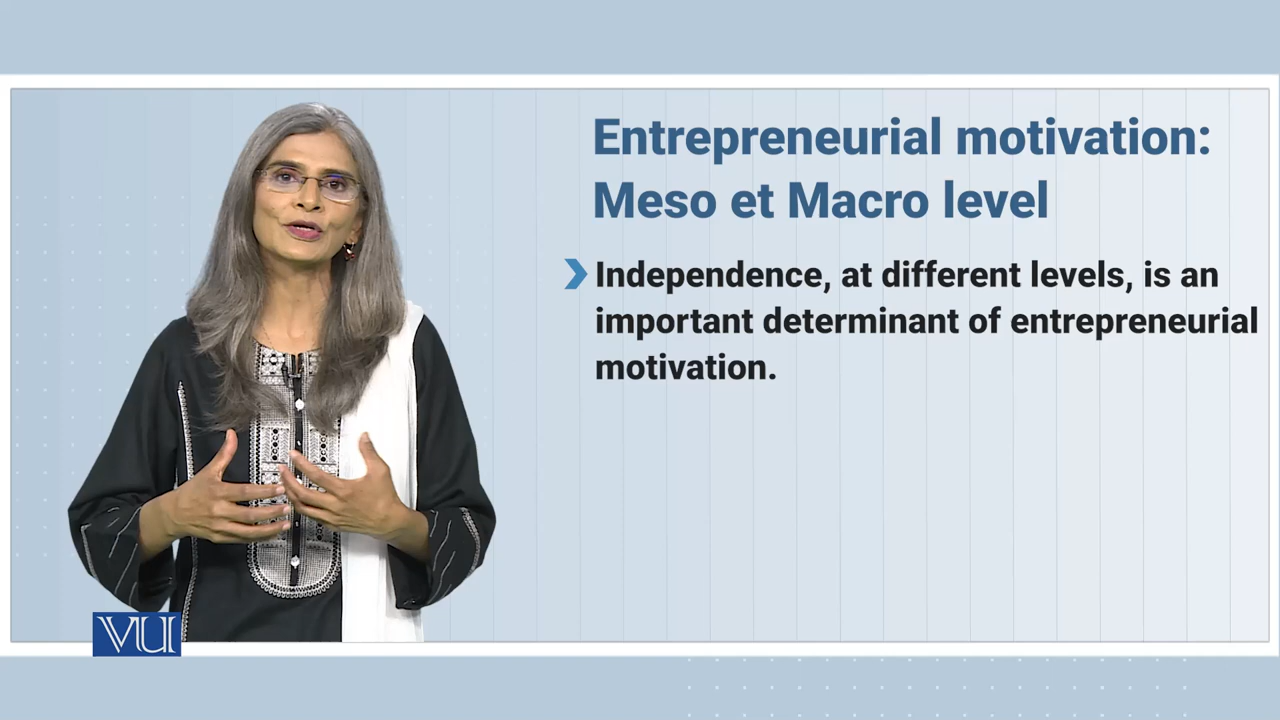 Entrepreneurial motivation:
Meso et Macro level
Independence, at different levels, is an
important determinant of entrepreneurial
motivation.
VU